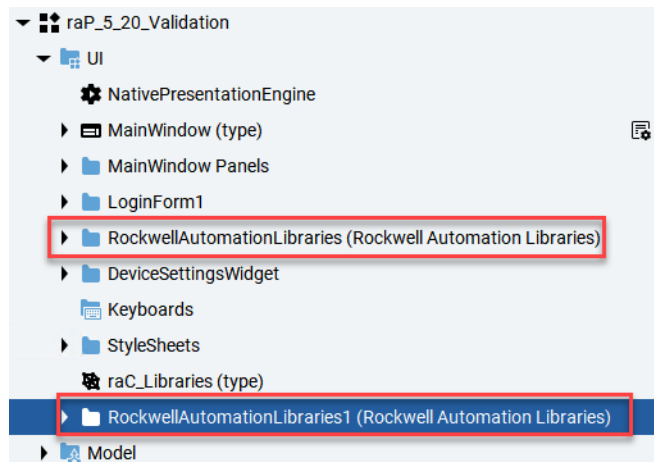 raP_5_20_Validation
UI
NativePresentationEngine
MainWindow (type)
MainWindow Panels
LoginForm1
RockwellAutomationLibraries (Rockwell Automation Libraries)
DeviceSettingsWidget
Keyboards
StyleSheets
raC_Libraries (type)
RockwellAutomationLibraries1 (Rockwell Automation Libraries)
Model